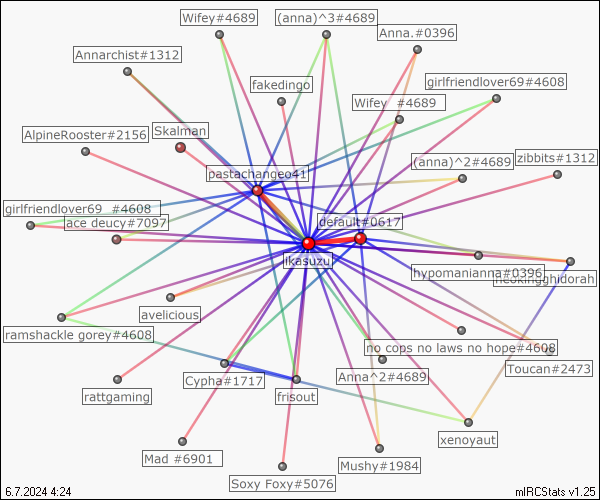 Wifey#4689
(anna)^3#4689
Anna.#0396
Annarchist#1312
fakedingo
girlfriendlover69#4608
Wifey_#4689
AlpineRooster#2156
Skalman
(anna)^2#4689
zibbits#1312
pastachangeo41
girlfriendlover69_#4608
ace deucy#7097
default#0617
likasuzu
hypomanianna#0396
neokingghidorah
avelicious
ramshackle gorey#4608
no cops no laws no hope#4608
Toucan#2473
Cypha#1717
Anna^2#4689
rattgaming
frisout
xenoyaut
Mad #6901
Mushy#1984
Soxy Foxy#5076
6.7.2024 4:24
mIRCStats v1.25